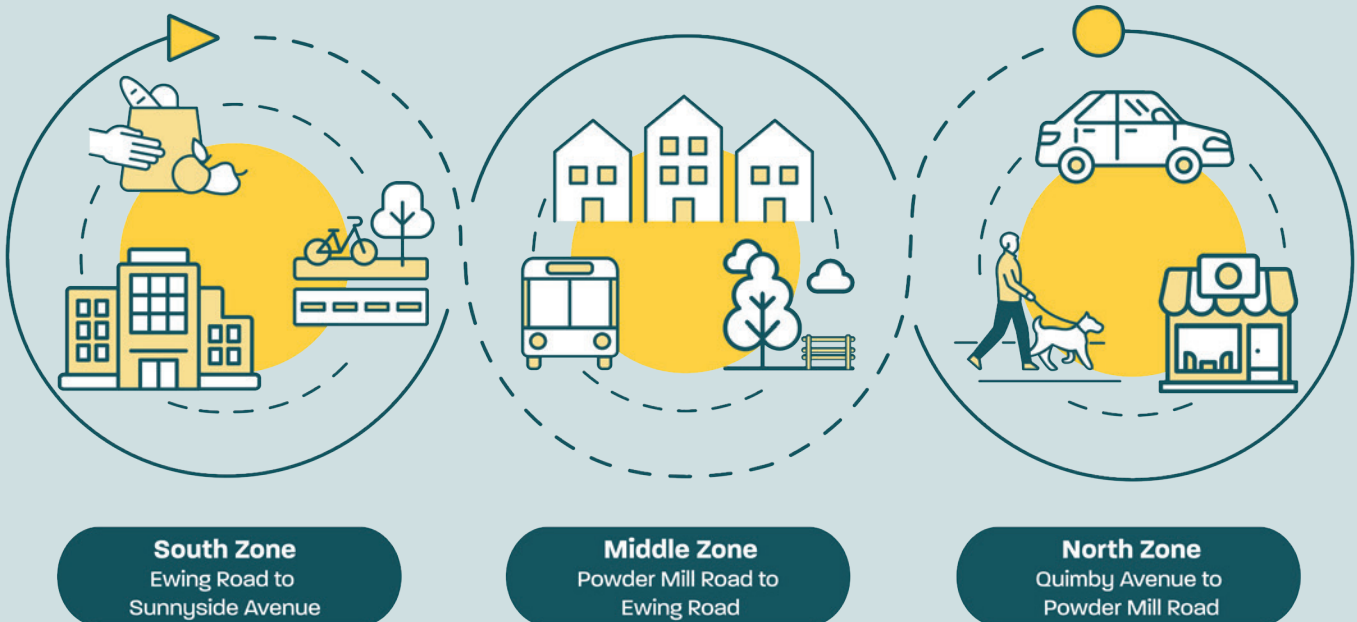 South Zone
Ewing Road to
Sunnyside Avenue
Middle Zone
Powder Mill Road to
Ewing Road
North Zone
Quimby Avenue to
Powder Mill Road